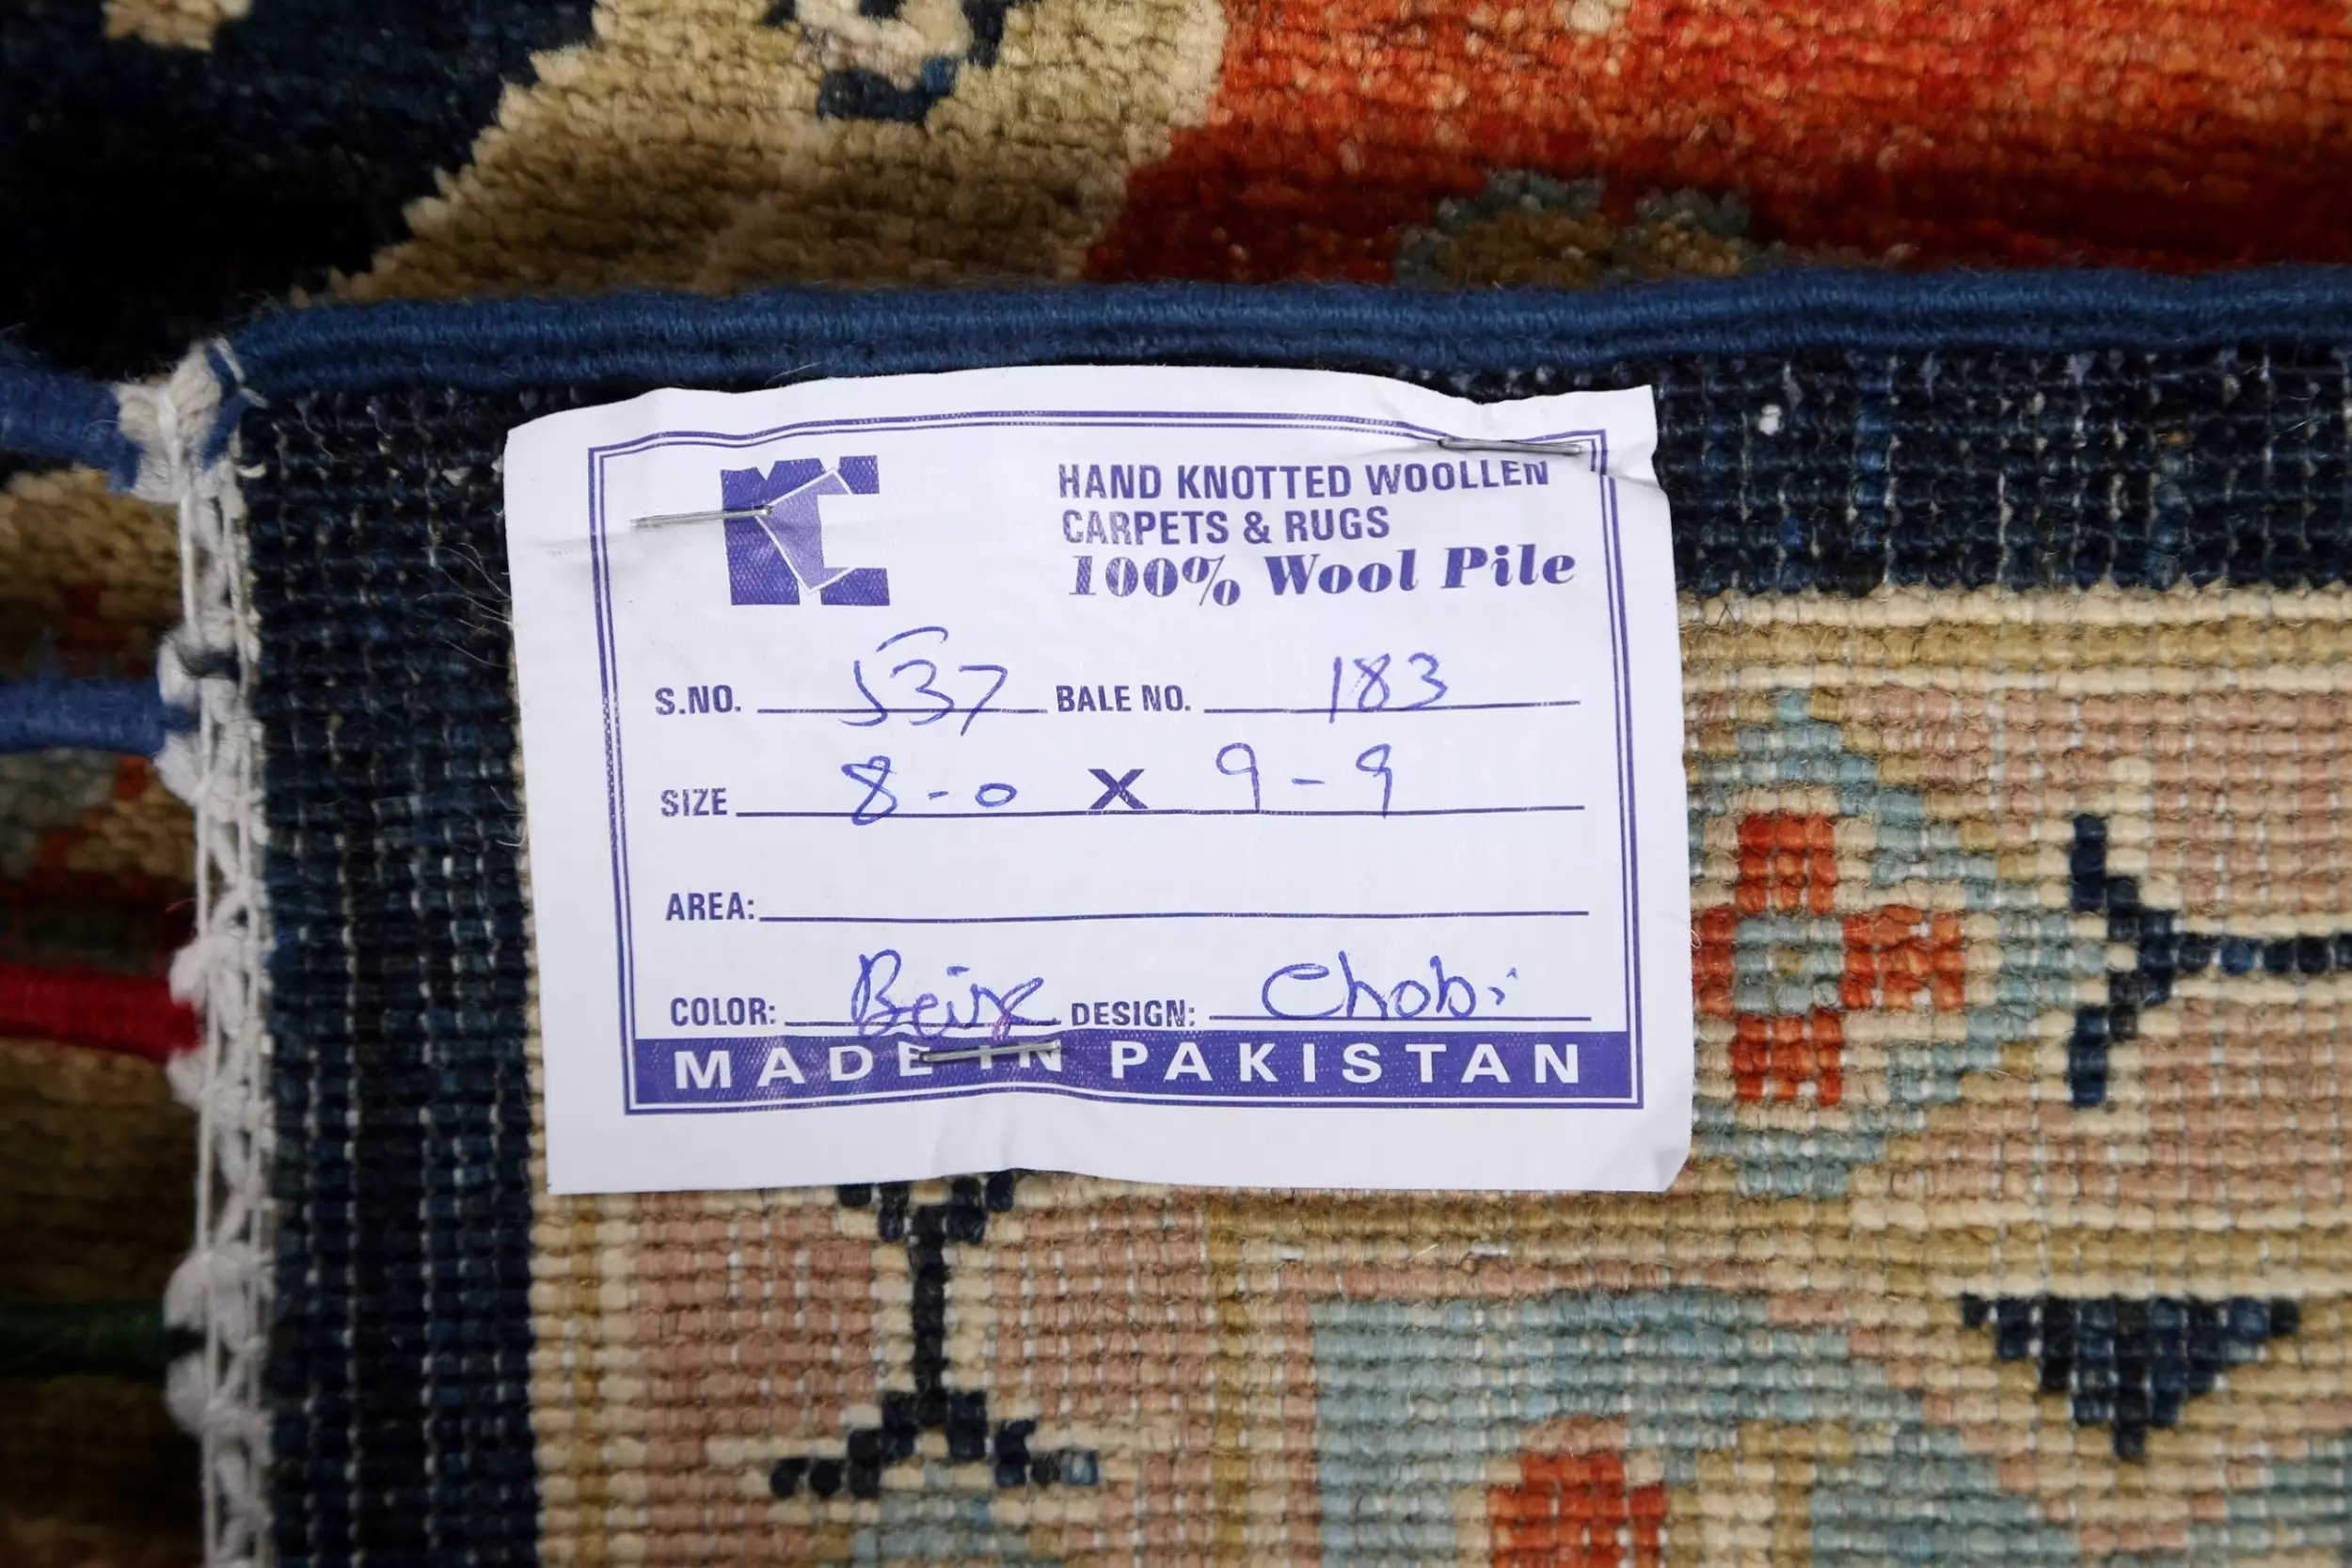 HAND KNOTTED WOOLLEN
CARPETS & RUGS
100% Wool Pile
S.NO. 537 BALE NO. 183
SIZE 8-0 X 9-9
AREA:
COLOR: DESIGN: Chobi
MADE IN PAKISTAN